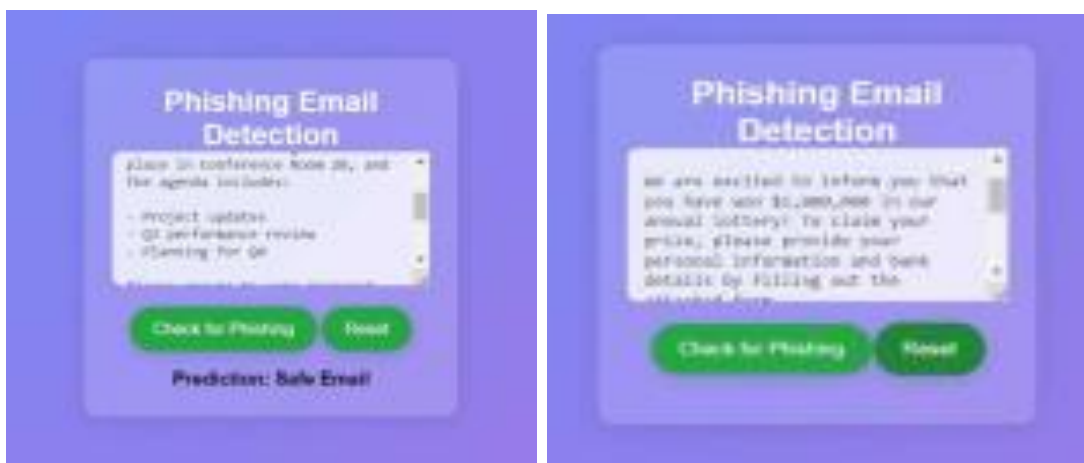 Phishing Email
Detection
place in conference Room 2B, and
the agenda includes:
- Project updates
- Q3 performance review
- Planning for Q4
Check for Phishing
Reset
Prediction: Safe Email
Phishing Email
Detection
We are excited to inform you that
you have won $1,000,000 in our
annual lottery! To claim your
prize, please provide your
personal information and bank
details by filling out the
attached form
Check for Phishing
Reset